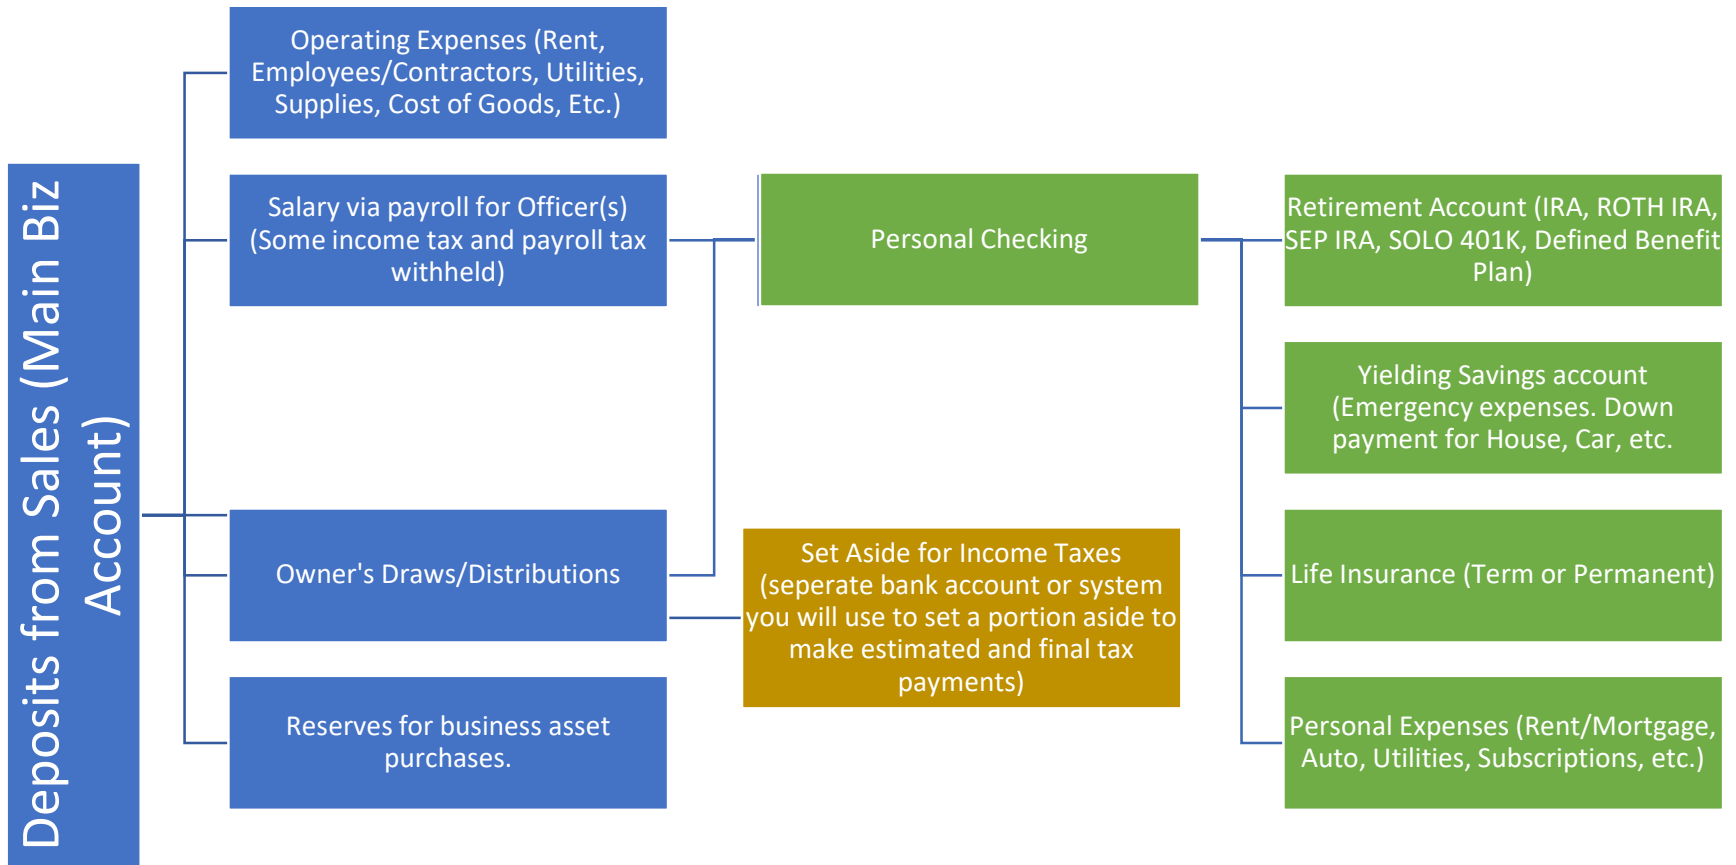 Deposits from Sales (Main Biz
Account)
Operating Expenses (Rent,
Employees/Contractors, Utilities,
Supplies, Cost of Goods, Etc.)
Salary via payroll for Officer(s)
(Some income tax and payroll tax
withheld)
Owner's Draws/Distributions
Reserves for business asset
purchases.
Personal Checking
Set Aside for Income Taxes
(seperate bank account or system
you will use to set a portion aside to
make estimated and final tax
payments)
Retirement Account (IRA, ROTH IRA,
SEP IRA, SOLO 401K, Defined Benefit
Plan)
Yielding Savings account
(Emergency expenses. Down
payment for House, Car, etc.
Life Insurance (Term or Permanent)
Personal Expenses (Rent/Mortgage,
Auto, Utilities, Subscriptions, etc.)